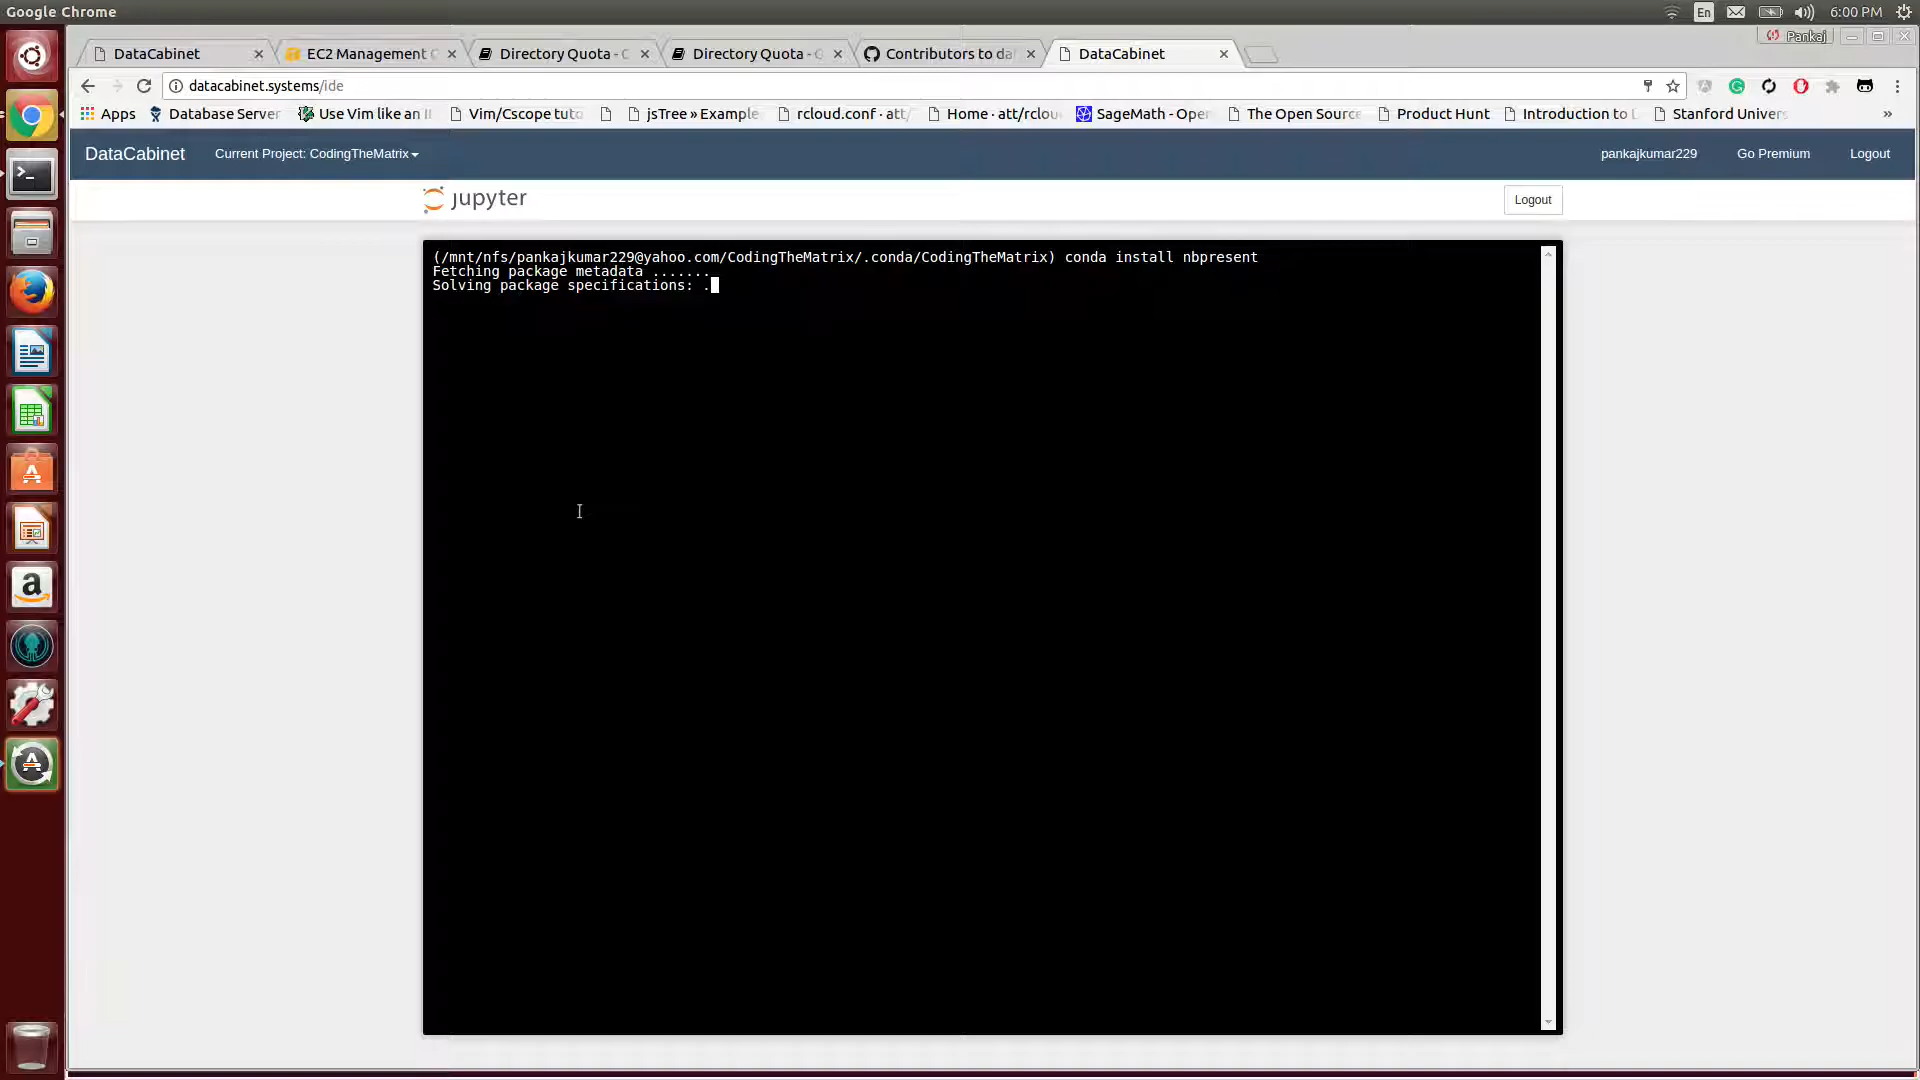 Google Chrome
En
6:00 PM
DataCabinet
EC2 Management C
Directory Quota - C
Directory Quota -
Contributors to da
DataCabinet
Pankaj
datacabinet.systems/ide
Apps
Database Server
Use Vim like an I
Vim/Cscope tuto
jsTree » Example
rcloud.conf · att/
Home · att/rclou
SageMath - Open
The Open Source
Product Hunt
Introduction to
Stanford Univers
»
DataCabinet
Current Project: CodingTheMatrix
pankajkumar229
Go Premium
Logout
jupyter
Logout
(/mnt/nfs/pankajkumar229@yahoo.com/CodingTheMatrix/.conda/CodingTheMatrix) conda install nbpresent
Fetching package metadata .......
Solving package specifications: .